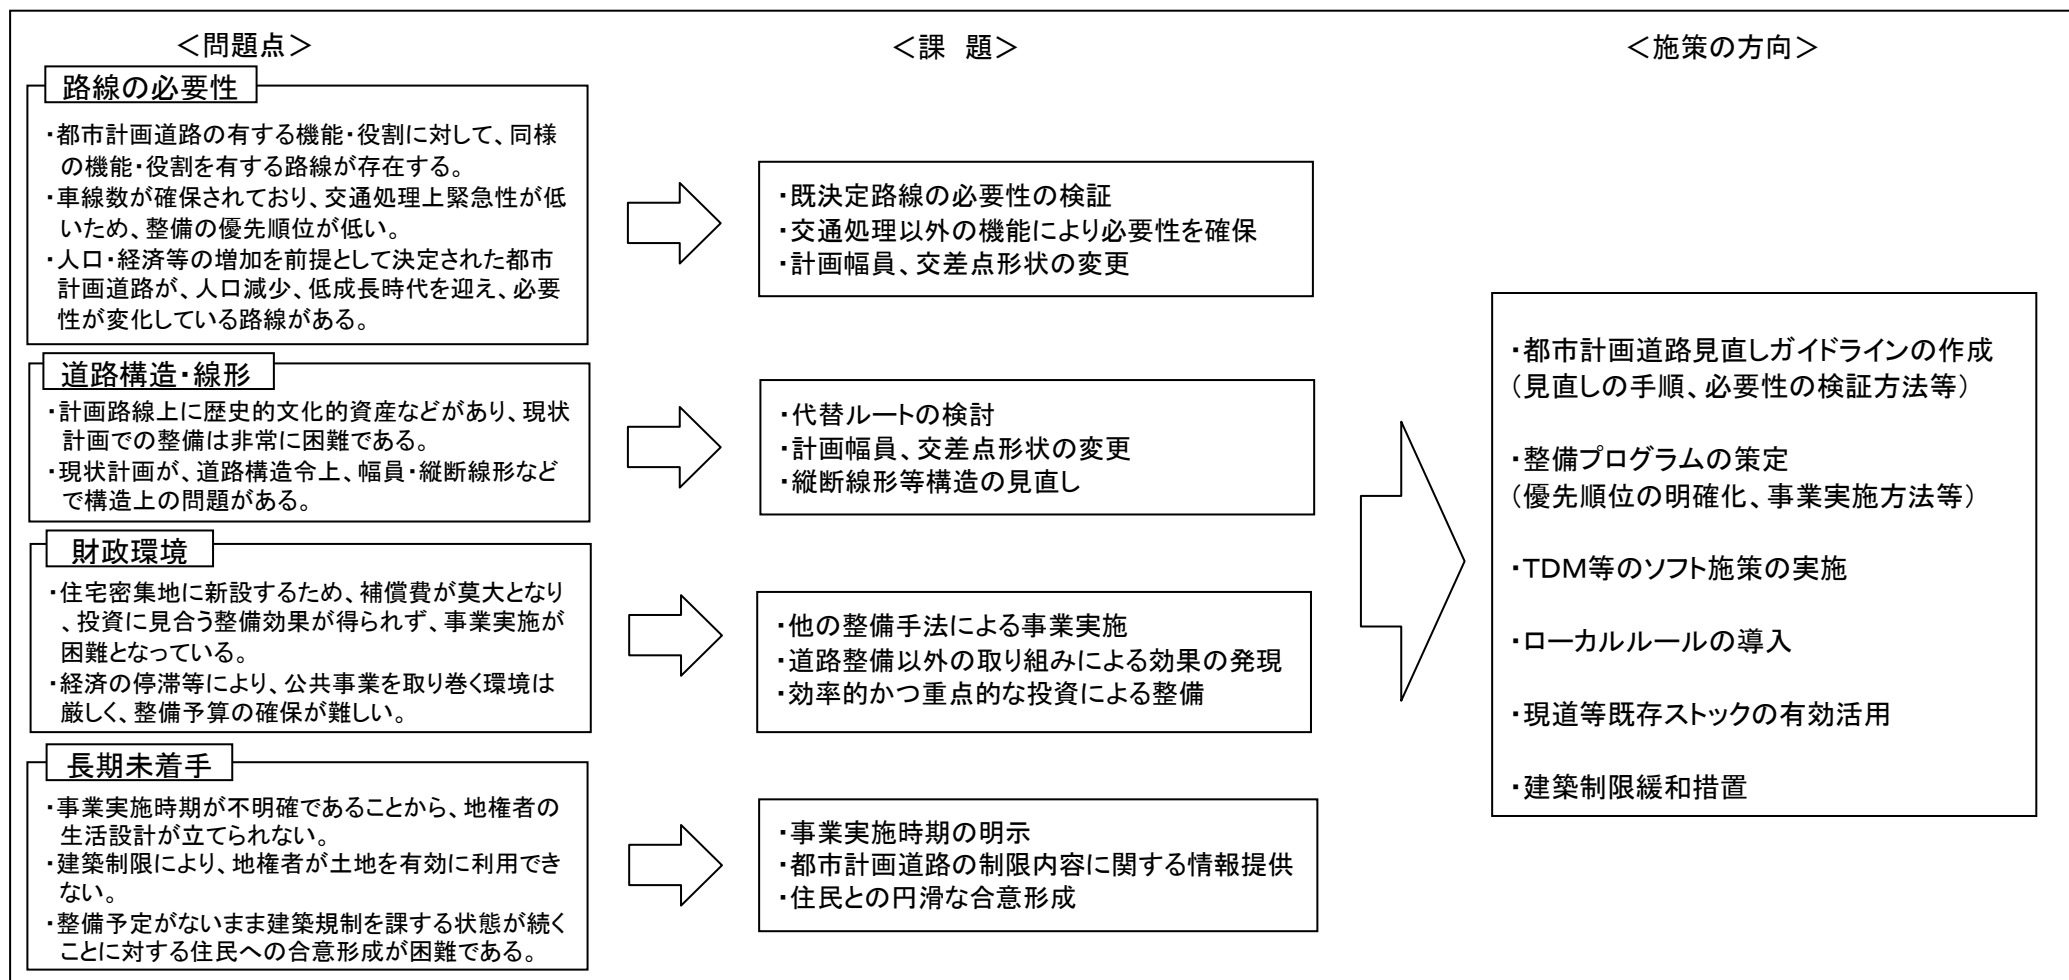 ＜問題点＞
＜課　題＞
＜施策の方向＞
路線の必要性
・都市計画道路の有する機能・役割に対して、同様
の機能・役割を有する路線が存在する。
・車線数が確保されており、交通処理上緊急性が低
いため、整備の優先順位が低い。
・人口・経済等の増加を前提として決定された都市
計画道路が、人口減少、低成長時代を迎え、必要
性が変化している路線がある。
・既決定路線の必要性の検証
・交通処理以外の機能により必要性を確保
・計画幅員、交差点形状の変更
道路構造・線形
・計画路線上に歴史的文化的資産などがあり、現状
計画での整備は非常に困難である。
・現状計画が、道路構造令上、幅員・縦断線形など
で構造上の問題がある。
・代替ルートの検討
・計画幅員、交差点形状の変更
・縦断線形等構造の見直し
財政環境
・住宅密集地に新設するため、補償費が莫大となり
、投資に見合う整備効果が得られず、事業実施が
困難となっている。
・経済の停滞等により、公共事業を取り巻く環境は
厳しく、整備予算の確保が難しい。
・他の整備手法による事業実施
・道路整備以外の取り組みによる効果の発現
・効率的かつ重点的な投資による整備
長期未着手
・事業実施時期が不明確であることから、地権者の
生活設計が立てられない。
・建築制限により、地権者が土地を有効に利用でき
ない。
・整備予定がないまま建築規制を課する状態が続く
ことに対する住民への合意形成が困難である。
・事業実施時期の明示
・都市計画道路の制限内容に関する情報提供
・住民との円滑な合意形成
・都市計画道路見直しガイドラインの作成
（見直しの手順、必要性の検証方法等）
・整備プログラムの策定
（優先順位の明確化、事業実施方法等）
・TDM等のソフト施策の実施
・ローカルルールの導入
・現道等既存ストックの有効活用
・建築制限緩和措置